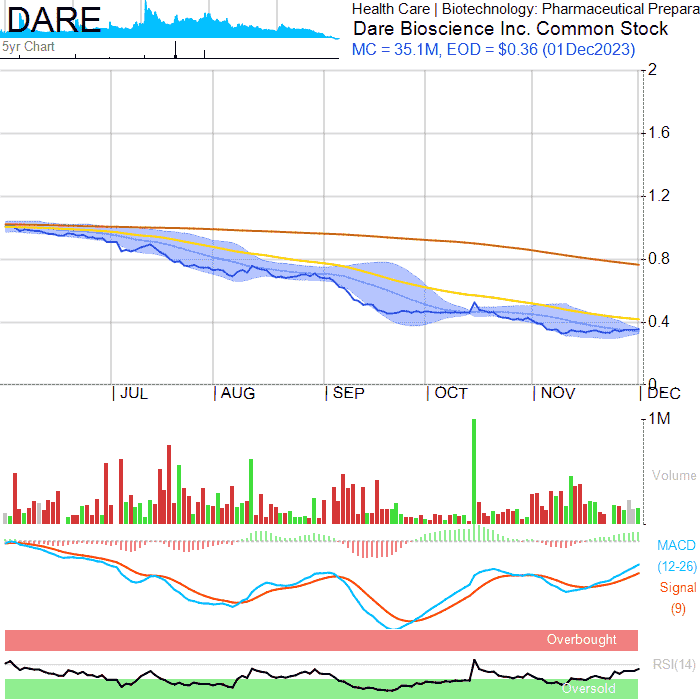 DARE
Health Care | Biotechnology: Pharmaceutical Prepara
Dare Bioscience Inc. Common Stock
MC = 35.1M, EOD = $0.36 (01Dec2023)
5yr Chart
2
1.6
1.2
0.8
0.4
0
JUL AUG SEP OCT NOV DEC
1M
Volume
MACD
(12-26)
Signal
(9)
Overbought
RSI(14)
Oversold